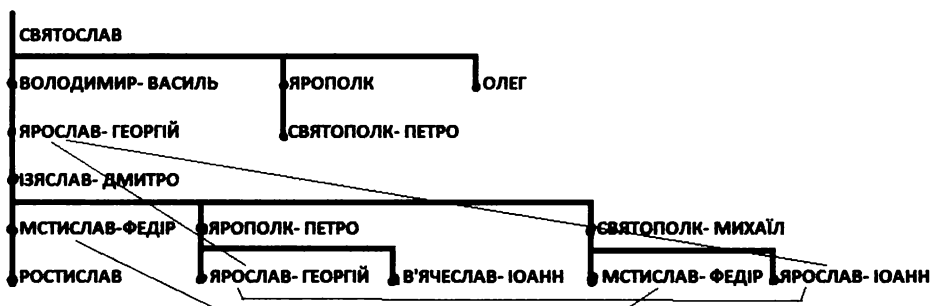 СВЯТОСЛАВ
ВОЛОДИМИР- ВАСИЛЬ ЯРОПОЛК ОЛЕГ
ЯРОСЛАВ- ГЕОРГІЙ СВЯТОПОЛК- ПЕТРО
ІЗЯСЛАВ- ДМИТРО
МСТИСЛАВ-ФЕДІР ЯРОПОЛК- ПЕТРО СВЯТОПОЛК- МИХАЇЛ
РОСТИСЛАВ ЯРОСЛАВ- ГЕОРГІЙ В'ЯЧЕСЛАВ- ІОАНН МСТИСЛАВ- ФЕДІР ЯРОСЛАВ- ІОАНН